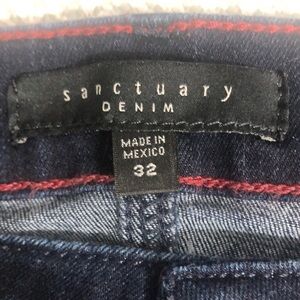 sanctuary
DENIM
MADE IN
MEXICO
32